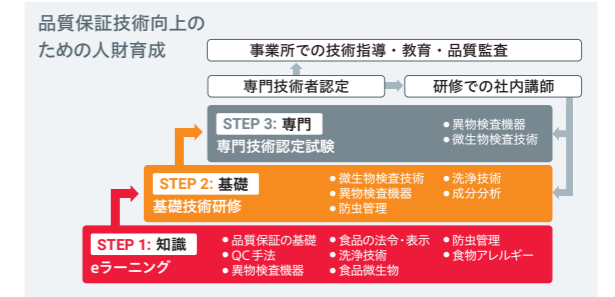 品質保証技術向上の
ための人財育成
事業所での技術指導・教育・品質監査
専門技術者認定
研修での社内講師
STEP 3: 専門
専門技術認定試験
● 異物検査機器
● 微生物検査技術
STEP 2: 基礎
基礎技術研修
● 微生物検査技術
● 異物検査機器
● 防虫管理
● 洗浄技術
● 成分分析
STEP 1: 知識
eラーニング
● 品質保証の基礎
● QC手法
● 異物検査機器
● 食品の法令・表示
● 洗浄技術
● 食品微生物
● 防虫管理
● 食物アレルギー